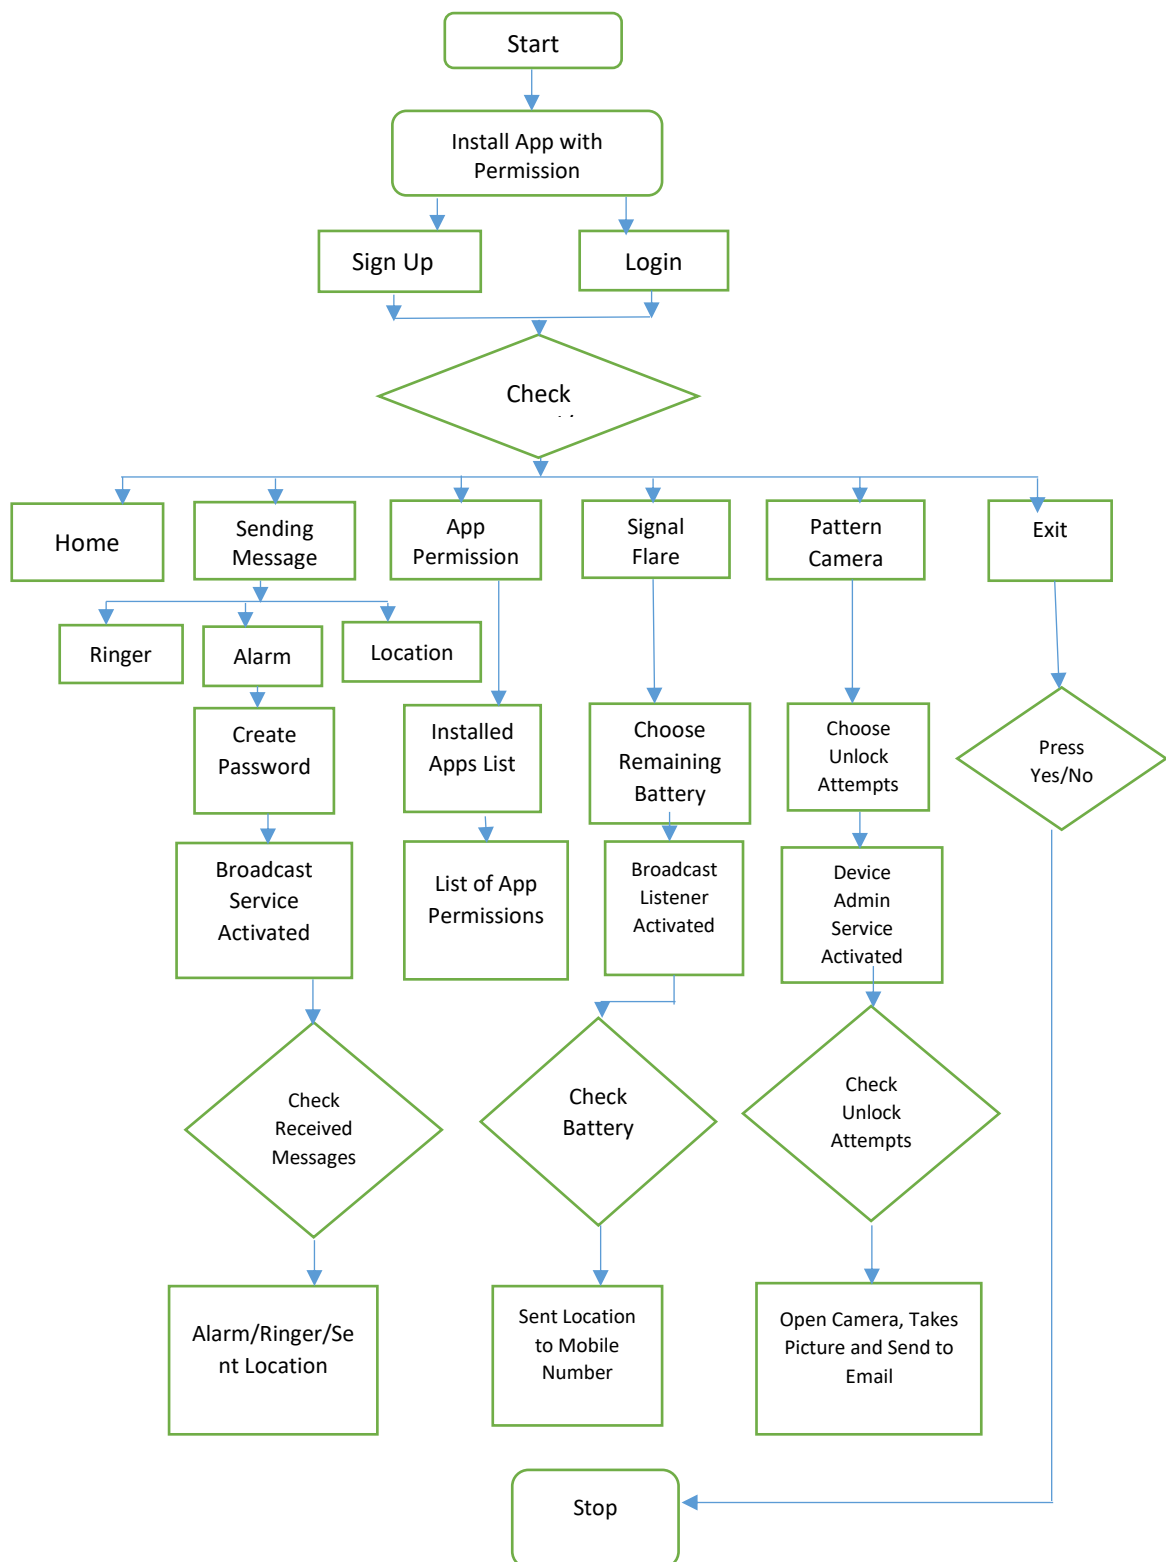 Start
Install App with
Permission
Sign Up
Login
Check
Home
Sending
Message
App
Permission
Signal
Flare
Pattern
Camera
Exit
Ringer
Alarm
Location
Create
Password
Installed
Apps List
Choose
Remaining
Battery
Choose
Unlock
Attempts
Press
Yes/No
Broadcast
Service
Activated
List of App
Permissions
Broadcast
Listener
Activated
Device
Admin
Service
Activated
Check
Received
Messages
Check
Battery
Check
Unlock
Attempts
Alarm/Ringer/Se
nt Location
Sent Location
to Mobile
Number
Open Camera, Takes
Picture and Send to
Email
Stop